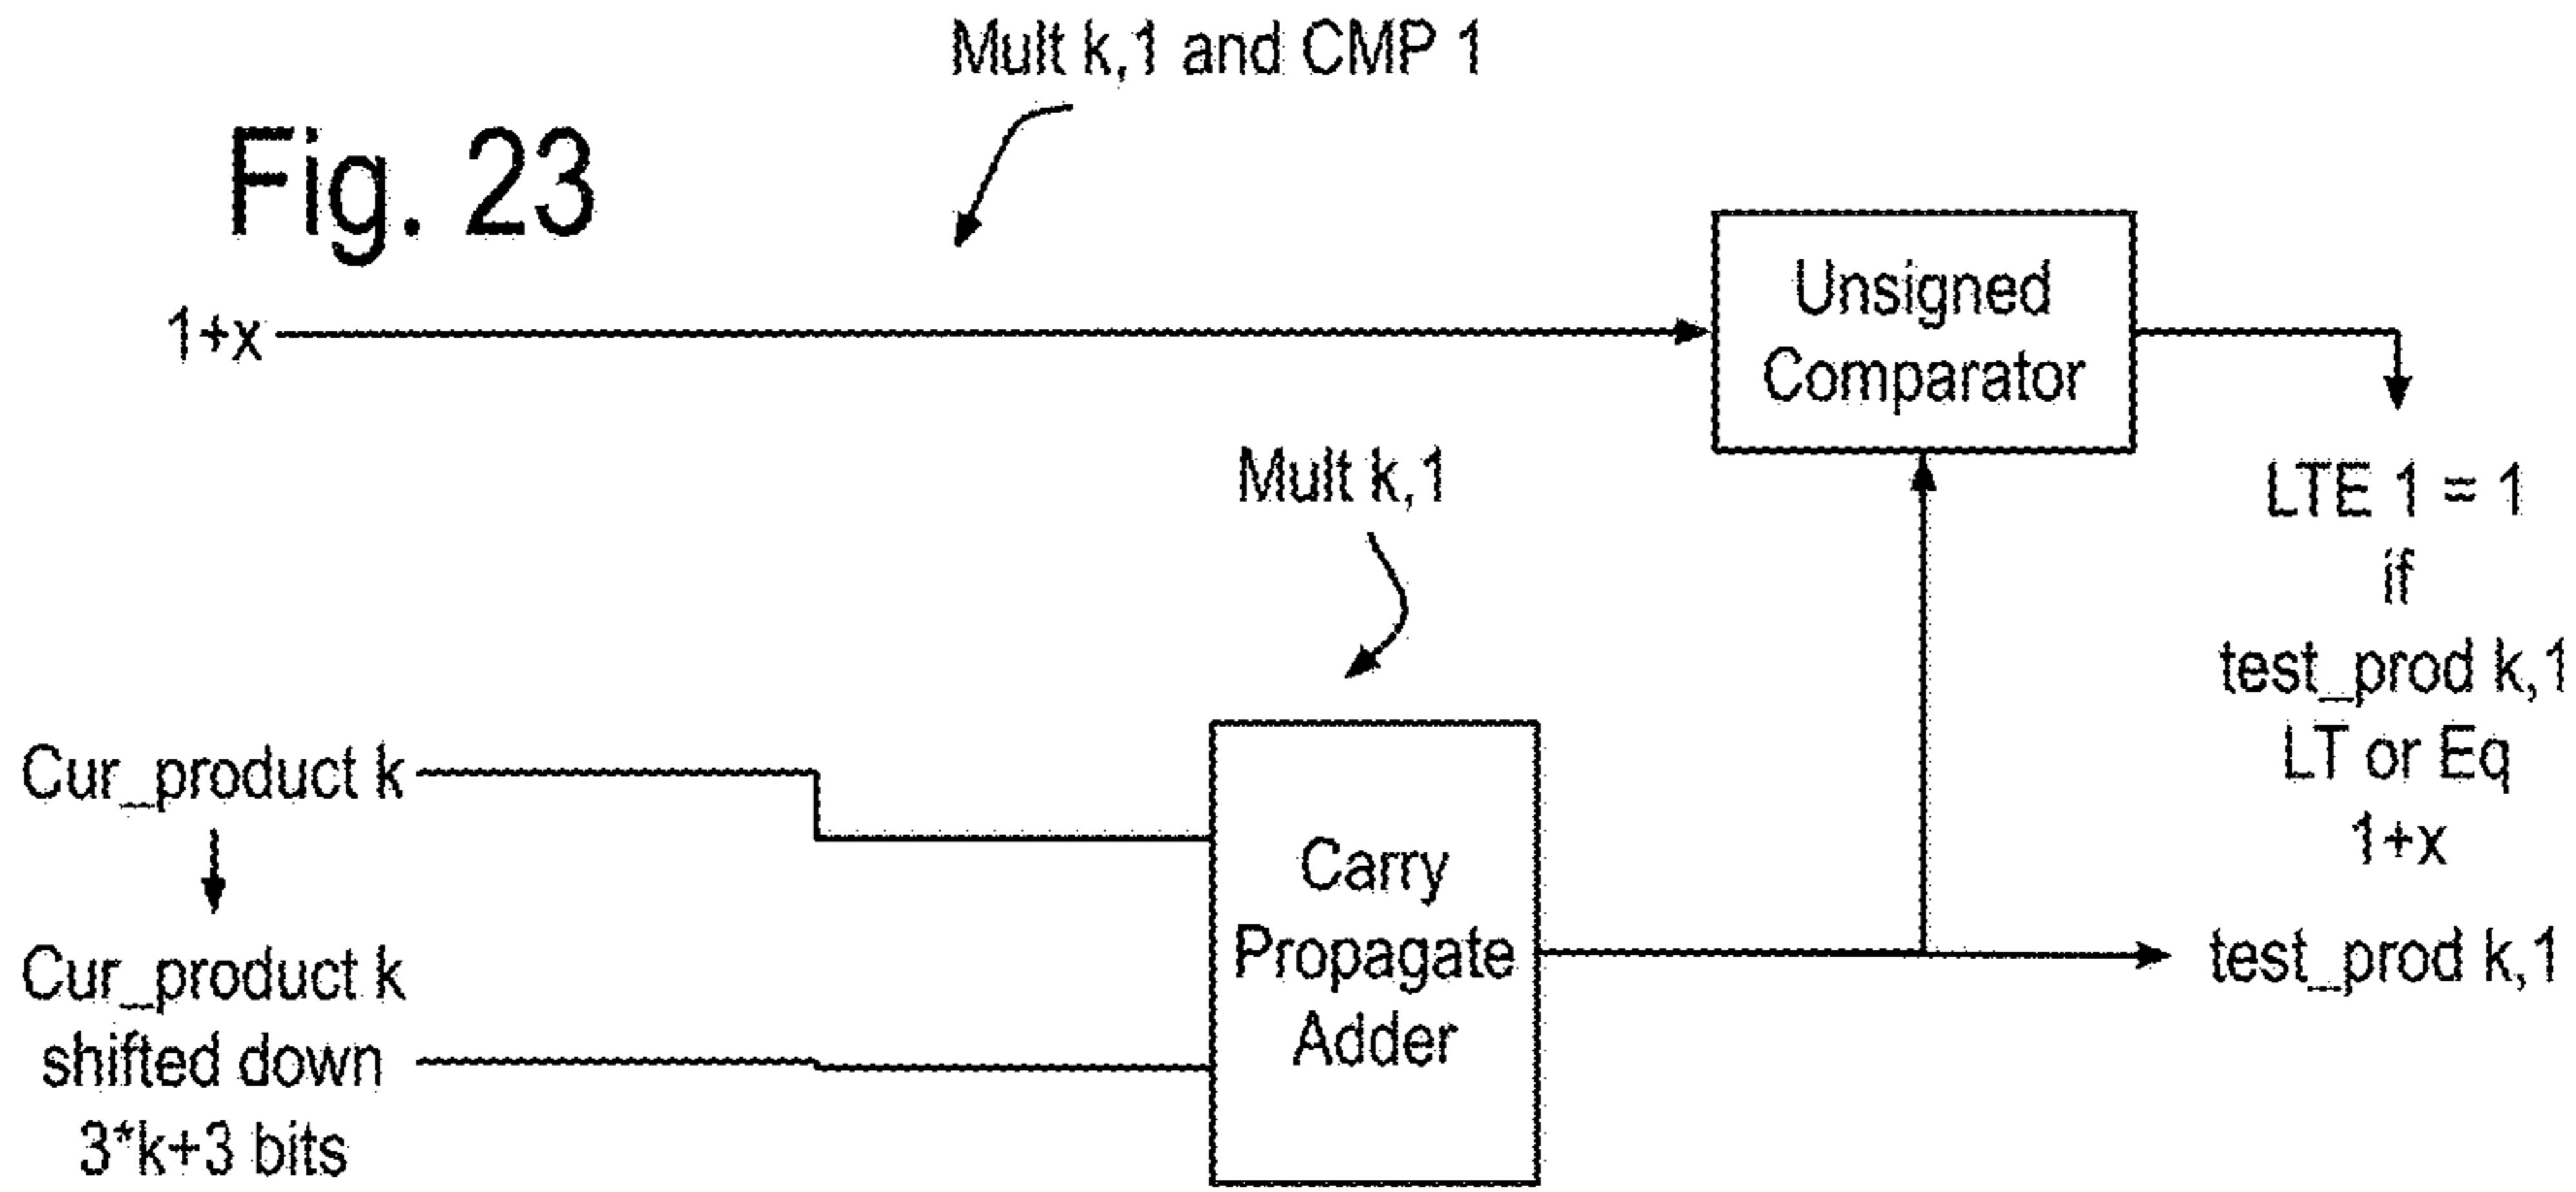 Mult k,1 and CMP 1
Fig. 23
1+x
Unsigned
Comparator
Mult k,1
LTE 1 = 1
if
test_prod k,1
LT or Eq
1+x
Cur_product k
Cur_product k
shifted down
3*k+3 bits
Carry
Propagate
Adder
test_prod k,1